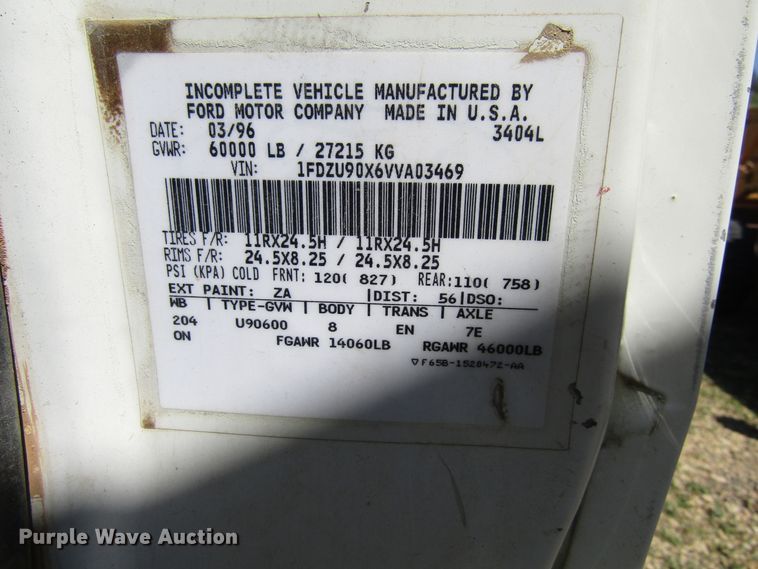 INCOMPLETE VEHICLE MANUFACTURED BY
FORD MOTOR COMPANY MADE IN U.S.A.
DATE: 03/96 3404L
GVWR: 60000 LB / 27215 KG
VIN: 1FDZU90X6VVA03469
TIRES F/R: 11RX24.5H / 11RX24.5H
RIMS F/R: 24.5X8.25 / 24.5X8.25
PSI (KPA) COLD FRNT: 120( 827) REAR: 110( 758)
EXT PAINT: ZA |DIST: 56|DSO:
WB | TYPE-GVW | BODY | TRANS | AXLE
204 U90600 8 EN 7E
ON FGAWR 14060LB RGAWR 46000LB
▽F65B-1520472-AA
Purple Wave Auction